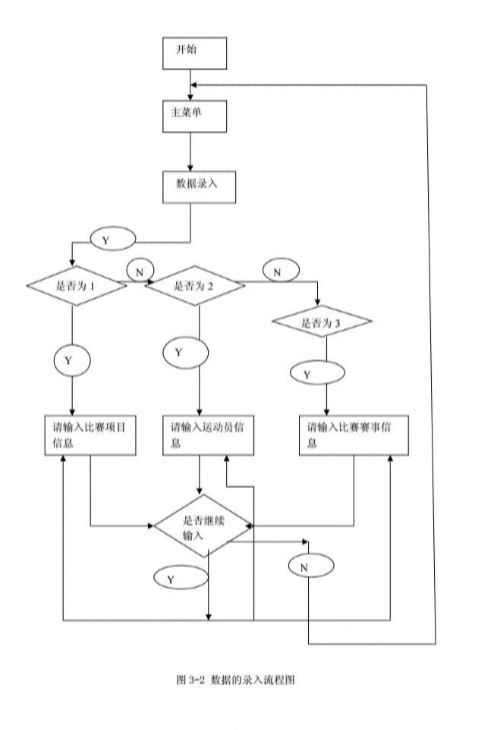 开始
主菜单
数据录入
Y
N
N
是否为 1
是否为 2
是否为 3
Y
Y
Y
请输入比赛项目
信息
请输入运动员信
息
请输入比赛赛事信
息
是否继续
输入
Y
N
图 3-2 数据的录入流程图